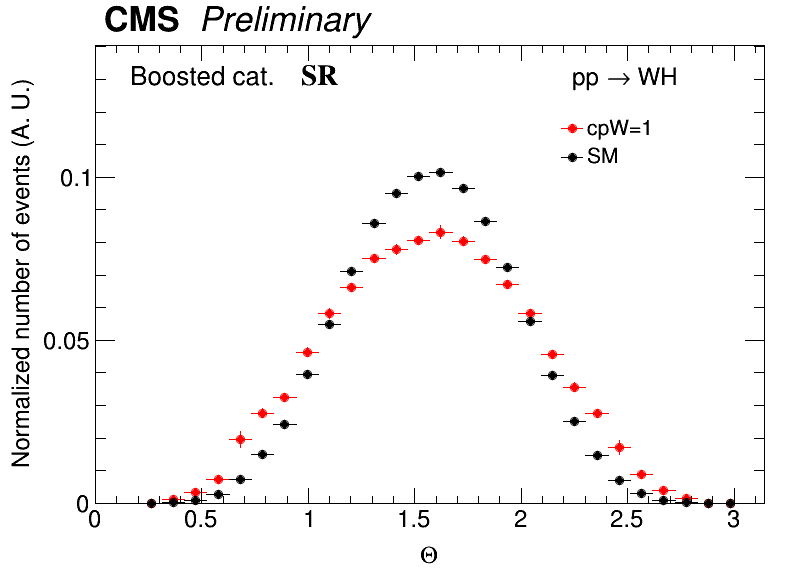 CMS Preliminary
Boosted cat. SR
pp → WH
cpW=1
SM
Normalized number of events (A. U.)
0.1
0.05
0
0 0.5 1 1.5 2 2.5 3
Θ